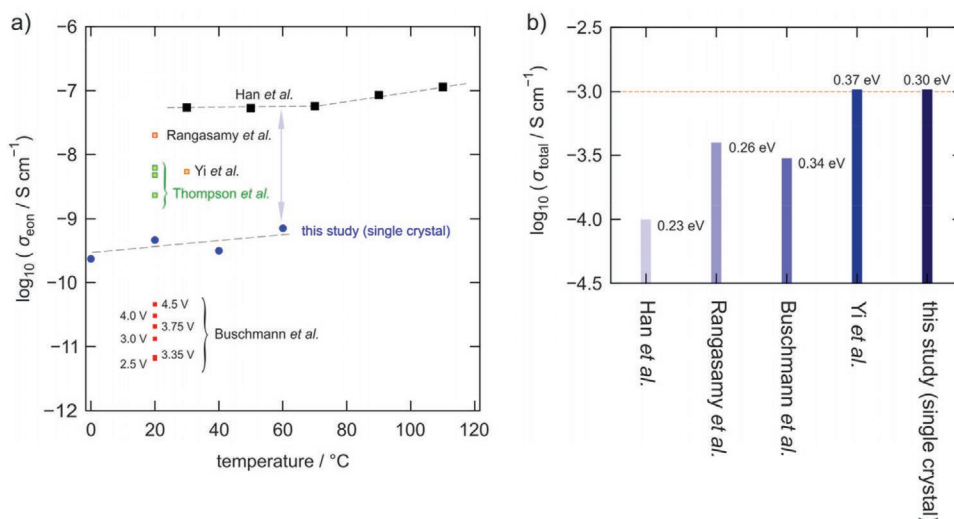 a)
−6
−7
−8
−9
−10
−11
−12
log₁₀ ( σₑₒₙ / S cm⁻¹)
0
20
40
60
80
100
120
temperature / °C
Han et al.
Rangasamy et al.
Yi et al.
Thompson et al.
this study (single crystal)
4.5 V
4.0 V
3.75 V
3.0 V
3.35 V
2.5 V
Buschmann et al.
b)
−2.5
−3.0
−3.5
−4.0
−4.5
log₁₀ (σtotal / S cm⁻¹)
0.23 eV
0.26 eV
0.34 eV
0.37 eV
0.30 eV
Han et al.
Rangasamy et al.
Buschmann et al.
Yi et al.
this study (single crystal)